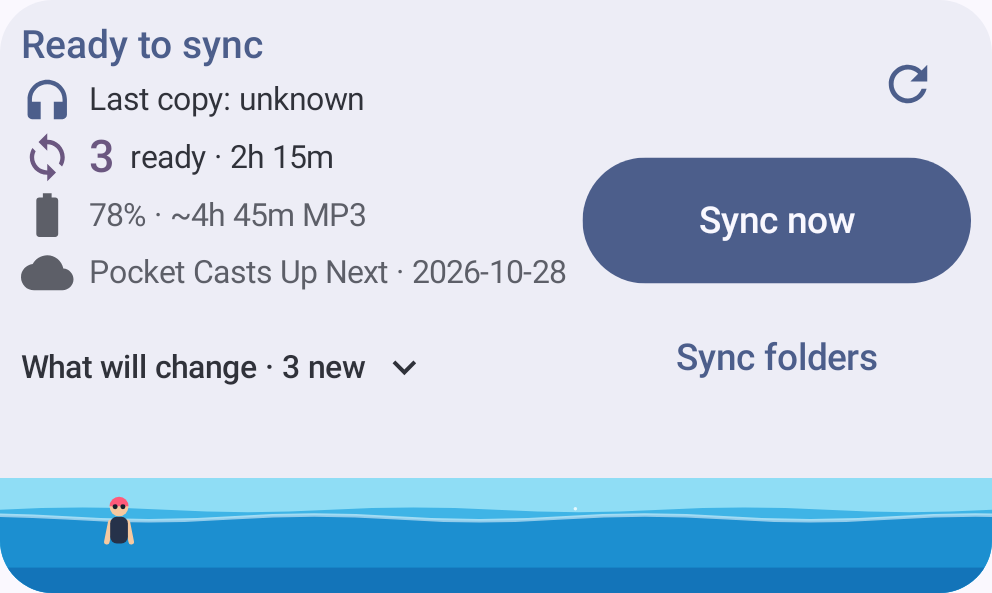 Ready to sync
Last copy: unknown
3 ready · 2h 15m
78% · ~4h 45m MP3
Pocket Casts Up Next · 2026-10-28
Sync now
What will change · 3 new
Sync folders